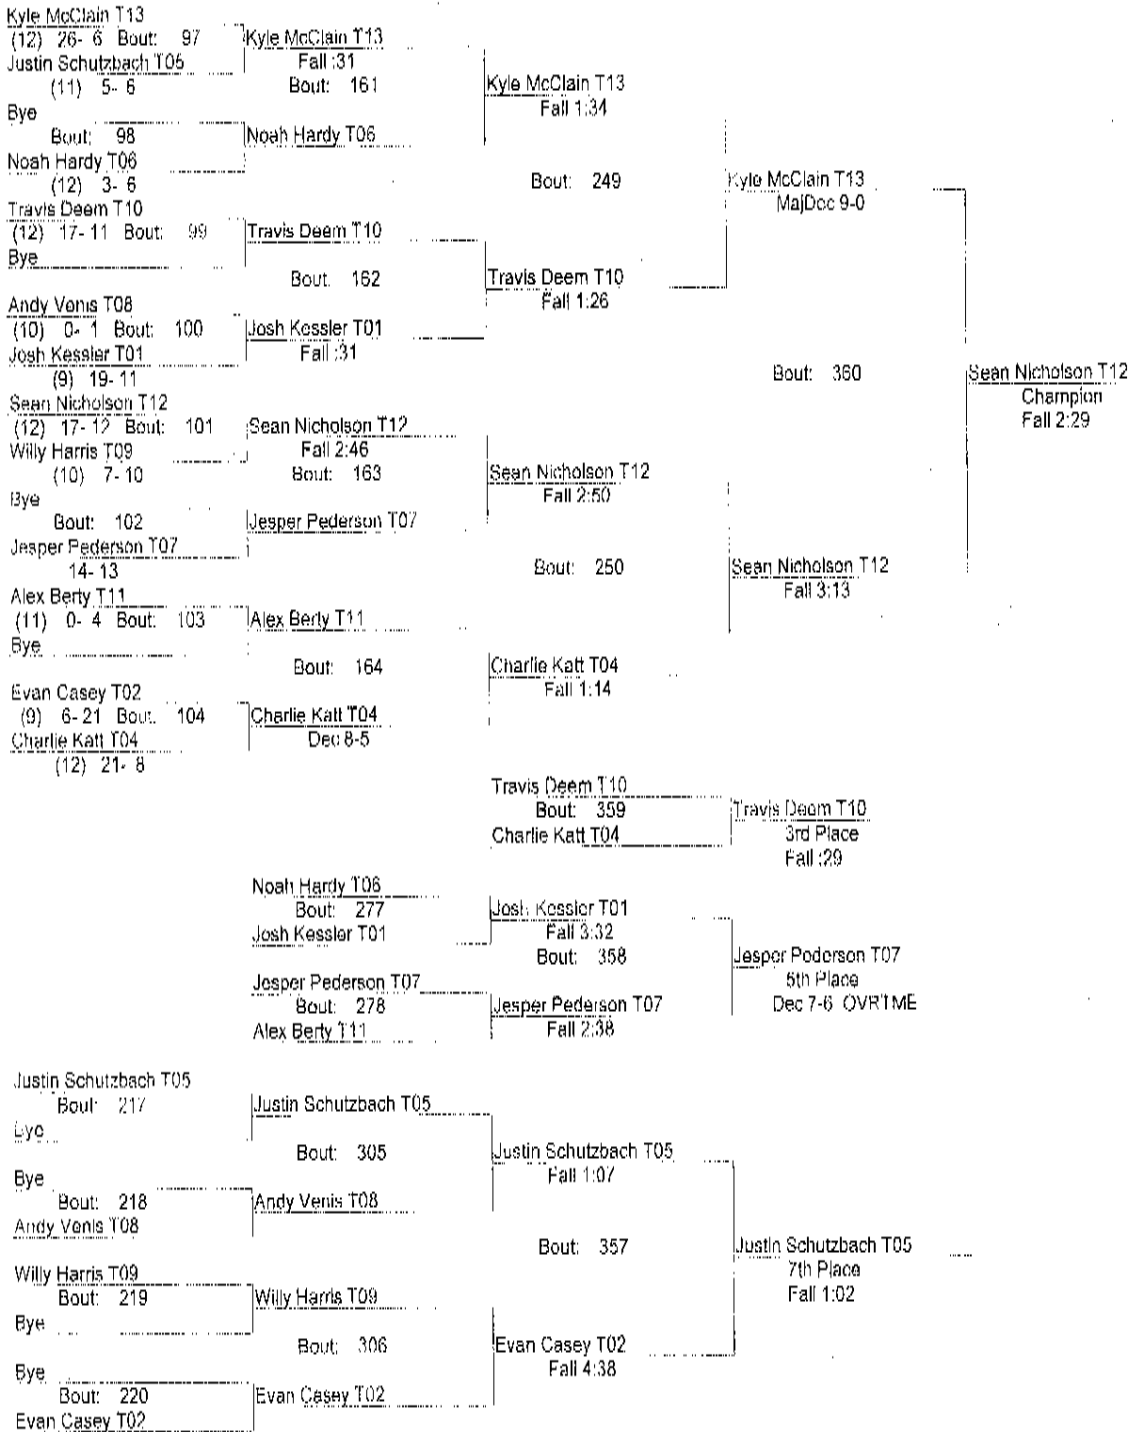 Kyle McClain T13
(12) 26- 6 Bout: 97
Justin Schutzbach T05
(11) 5- 6
Bye
Bout: 98
Noah Hardy T06
(12) 3- 6
Travis Deem T10
(12) 17- 11 Bout: 99
Bye
Andy Venis T08
(10) 0- 1 Bout: 100
Josh Kessler T01
(9) 19- 11
Sean Nicholson T12
(12) 17- 12 Bout: 101
Willy Harris T09
(10) 7- 10
Bye
Bout: 102
Jesper Pederson T07
14- 13
Alex Berty T11
(11) 0- 4 Bout: 103
Bye
Evan Casey T02
(9) 6- 21 Bout: 104
Charlie Katt T04
(12) 21- 8
Kyle McClain T13
Fall :31
Bout: 161
Noah Hardy T06
Travis Deem T10
Bout: 162
Josh Kessler T01
Fall :31
Sean Nicholson T12
Fall 2:46
Bout: 163
Jesper Pederson T07
Alex Berty T11
Bout: 164
Charlie Katt T04
Dec 8-5
Kyle McClain T13
Fall 1:34
Bout: 249
Travis Deem T10
Fall 1:26
Sean Nicholson T12
Fall 2:50
Bout: 250
Charlie Katt T04
Fall 1:14
Kyle McClain T13
MajDec 9-0
Bout: 360
Sean Nicholson T12
Fall 3:13
Sean Nicholson T12
Champion
Fall 2:29
Travis Deem T10
Bout: 359
Charlie Katt T04
Travis Deem T10
3rd Place
Fall :29
Noah Hardy T06
Bout: 277
Josh Kessler T01
Jesper Pederson T07
Bout: 278
Alex Berty T11
Josh Kessler T01
Fall 3:32
Bout: 358
Jesper Pederson T07
Fall 2:38
Jesper Pederson T07
5th Place
Dec 7-6 OVRTME
Justin Schutzbach T05
Bout: 217
Bye
Bye
Bout: 218
Andy Venis T08
Willy Harris T09
Bout: 219
Bye
Bye
Bout: 220
Evan Casey T02
Justin Schutzbach T05
Bout: 305
Andy Venis T08
Willy Harris T09
Bout: 306
Evan Casey T02
Justin Schutzbach T05
Fall 1:07
Bout: 357
Evan Casey T02
Fall 4:38
Justin Schutzbach T05
7th Place
Fall 1:02